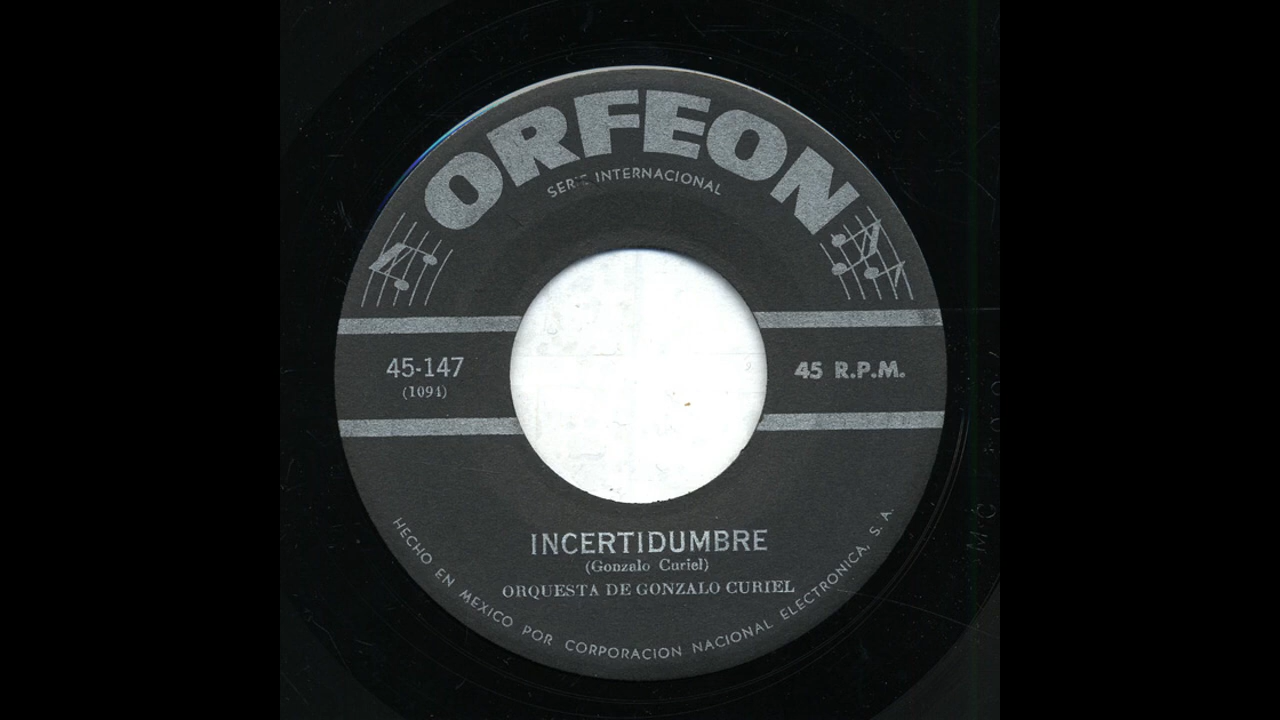 ORFEON
SERIE INTERNACIONAL
45-147
(1094)
45 R.P.M.
INCERTIDUMBRE
(Gonzalo Curiel)
ORQUESTA DE GONZALO CURIEL
HECHO EN MEXICO POR CORPORACION NACIONAL ELECTRONICA, S. A.